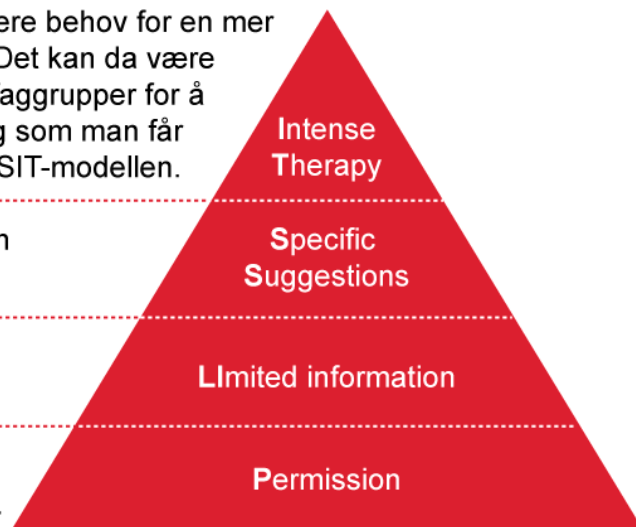 ere behov for en mer
Det kan da være
faggrupper for å
g som man får
SIT-modellen.
Intense
Therapy
n
Specific
Suggestions
LImited information
Permission